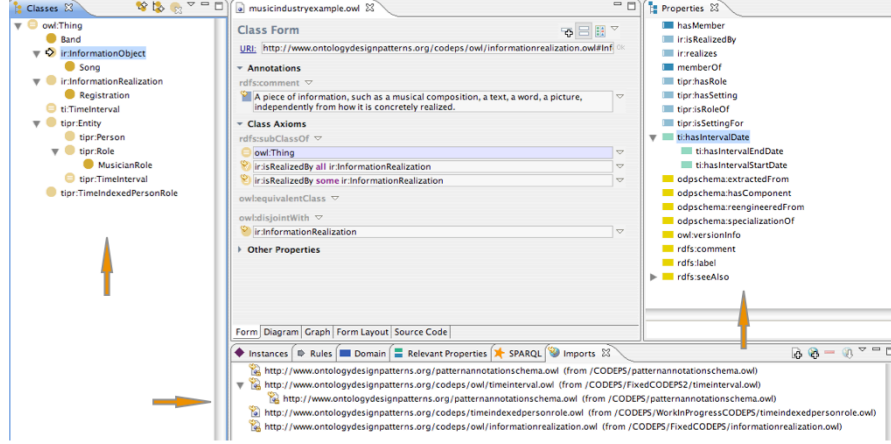 Classes
owl:Thing
Band
ir:InformationObject
Song
ir:InformationRealization
Registration
ti:TimeInterval
tipr:Entity
tipr:Person
tipr:Role
MusicianRole
tipr:TimeInterval
tipr:TimeIndexedPersonRole
musicindustryexample.owl
Class Form
URI: http://www.ontologydesignpatterns.org/codeps/owl/informationrealization.owl#Inf Ok
Annotations
rdfs:comment
A piece of information, such as a musical composition, a text, a word, a picture,
independently from how it is concretely realized.
Class Axioms
rdfs:subClassOf
owl:Thing
ir:isRealizedBy all ir:InformationRealization
ir:isRealizedBy some ir:InformationRealization
owl:equivalentClass
owl:disjointWith
ir:InformationRealization
Other Properties
Form Diagram Graph Form Layout Source Code
Properties
hasMember
ir:isRealizedBy
ir:realizes
memberOf
tipr:hasRole
tipr:hasSetting
tipr:isRoleOf
tipr:isSettingFor
ti:hasIntervalDate
ti:hasIntervalEndDate
ti:hasIntervalStartDate
odpschema:extractedFrom
odpschema:hasComponent
odpschema:reengineeredFrom
odpschema:specializationOf
owl:versionInfo
rdfs:comment
rdfs:label
rdfs:seeAlso
Instances Rules Domain Relevant Properties SPARQL Imports
http://www.ontologydesignpatterns.org/patternannotationschema.owl (from /CODEPS/patternannotationschema.owl)
http://www.ontologydesignpatterns.org/codeps/owl/timeinterval.owl (from /CODEPS/FixedCODEPS2/timeinterval.owl)
http://www.ontologydesignpatterns.org/patternannotationschema.owl (from /CODEPS/patternannotationschema.owl)
http://www.ontologydesignpatterns.org/codeps/timeindexedpersonrole.owl (from /CODEPS/WorkInProgressCODEPS/timeindexedpersonrole.owl)
http://www.ontologydesignpatterns.org/codeps/owl/informationrealization.owl (from /CODEPS/FixedCODEPS/informationrealization.owl)